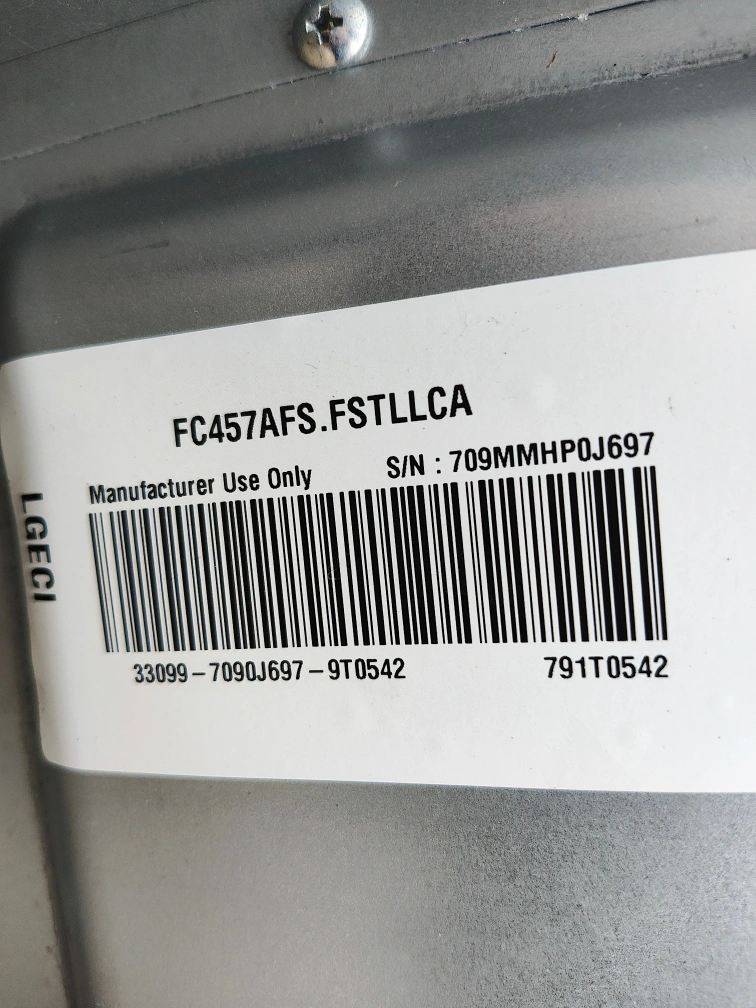 FC457AFS.FSTLLCA
Manufacturer Use Only S/N : 709MMHP0J697
LGECI
33099-7090J697-9T0542 791T0542